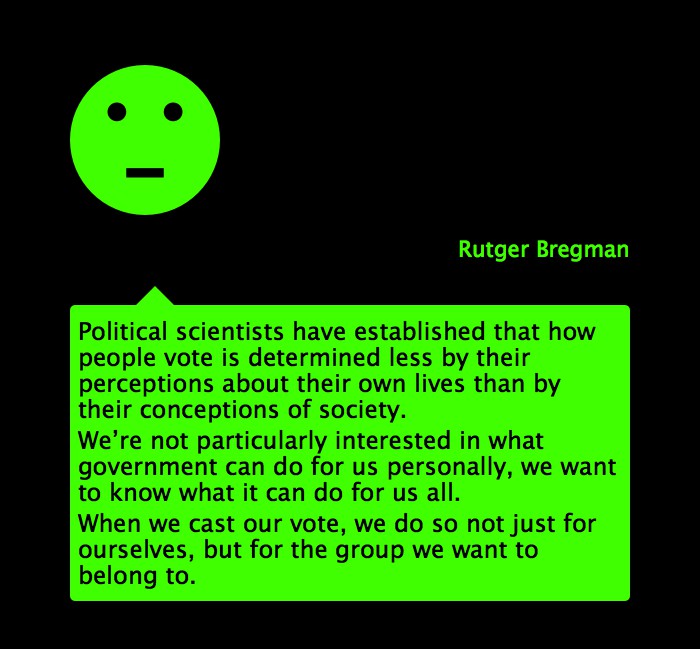 Rutger Bregman
Political scientists have established that how
people vote is determined less by their
perceptions about their own lives than by
their conceptions of society.
We’re not particularly interested in what
government can do for us personally, we want
to know what it can do for us all.
When we cast our vote, we do so not just for
ourselves, but for the group we want to
belong to.